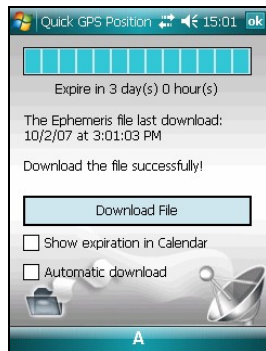 Quick GPS Position 15:01 ok
Expire in 3 day(s) 0 hour(s)
The Ephemeris file last download:
10/2/07 at 3:01:03 PM
Download the file successfully!
Download File
Show expiration in Calendar
Automatic download
A